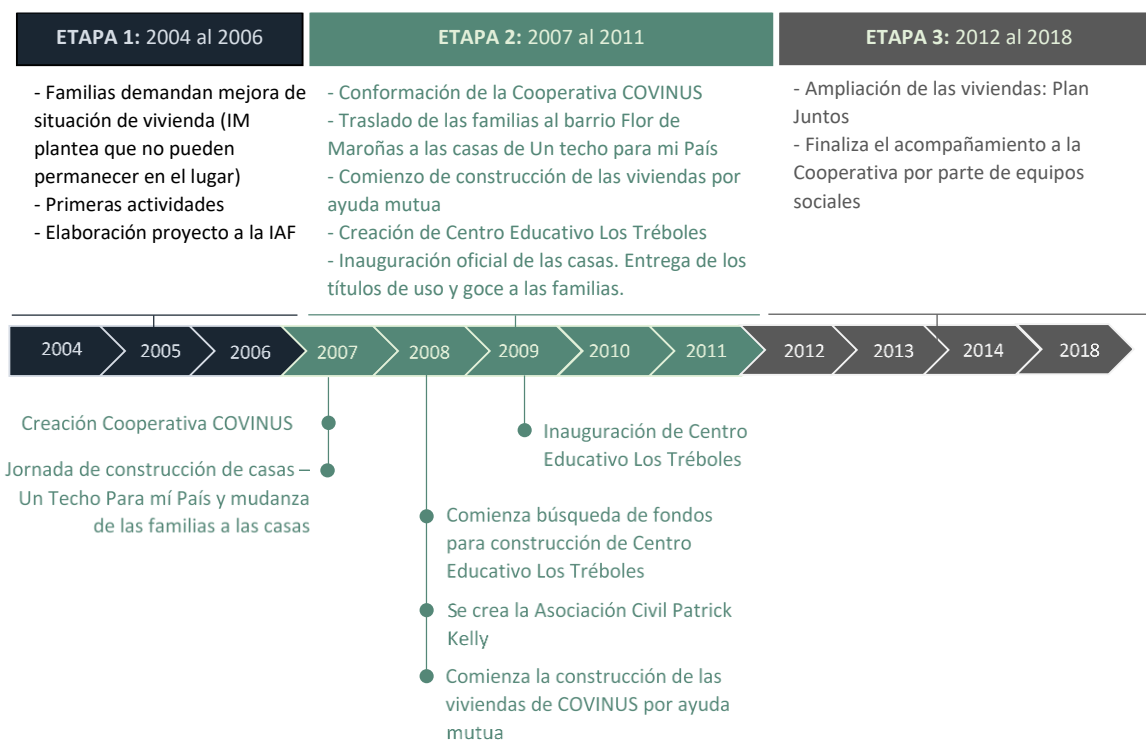 ETAPA 1: 2004 al 2006
- Familias demandan mejora de
situación de vivienda (IM
plantea que no pueden
permanecer en el lugar)
- Primeras actividades
- Elaboración proyecto a la IAF
ETAPA 2: 2007 al 2011
- Conformación de la Cooperativa COVINUS
- Traslado de las familias al barrio Flor de
Maroñas a las casas de Un techo para mi País
- Comienzo de construcción de las viviendas por
ayuda mutua
- Creación de Centro Educativo Los Tréboles
- Inauguración oficial de las casas. Entrega de los
títulos de uso y goce a las familias.
ETAPA 3: 2012 al 2018
- Ampliación de las viviendas: Plan
Juntos
- Finaliza el acompañamiento a la
Cooperativa por parte de equipos
sociales
2004
2005
2006
2007
2008
2009
2010
2011
2012
2013
2014
2018
Creación Cooperativa COVINUS
Jornada de construcción de casas –
Un Techo Para mí País y mudanza
de las familias a las casas
Inauguración de Centro
Educativo Los Tréboles
Comienza búsqueda de fondos
para construcción de Centro
Educativo Los Tréboles
Se crea la Asociación Civil Patrick
Kelly
Comienza la construcción de las
viviendas de COVINUS por ayuda
mutua